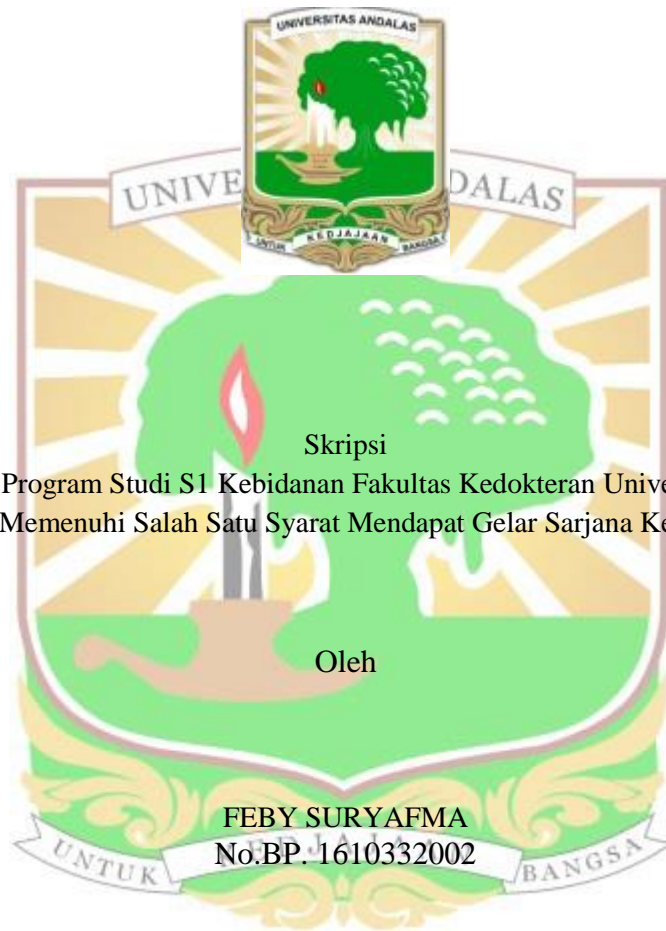 UNIVERSITAS ANDALAS
UNTUK KEDJAJAAN BANGSA
UNIVE DALAS
Skripsi
Program Studi S1 Kebidanan Fakultas Kedokteran Unive
Memenuhi Salah Satu Syarat Mendapat Gelar Sarjana Ke
Oleh
FEBY SURYAFMA
No.BP. 1610332002
UNTUK KEDJAJAAN BANGSA